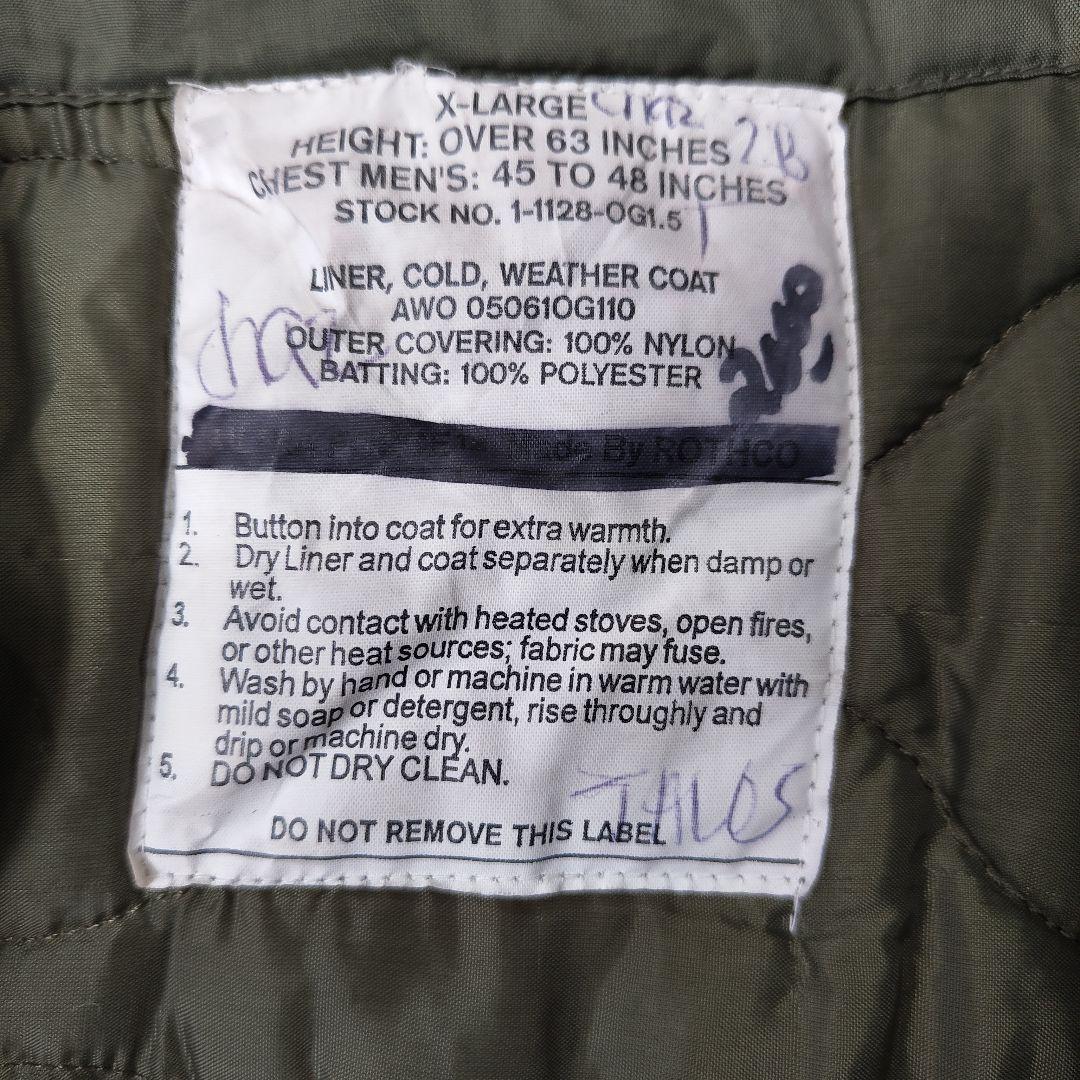 X-LARGE
HEIGHT: OVER 63 INCHES
CHEST MEN'S: 45 TO 48 INCHES
STOCK NO. 1-1128-OG1.5
LINER, COLD, WEATHER COAT
AWO 05061OG110
OUTER COVERING: 100% NYLON
BATTING: 100% POLYESTER
Made By ROTHCO
1. Button into coat for extra warmth.
2. Dry Liner and coat separately when damp or
wet.
3. Avoid contact with heated stoves, open fires,
or other heat sources; fabric may fuse.
4. Wash by hand or machine in warm water with
mild soap or detergent, rise throughly and
drip or machine dry.
5. DO NOT DRY CLEAN.
TALOS
DO NOT REMOVE THIS LABEL